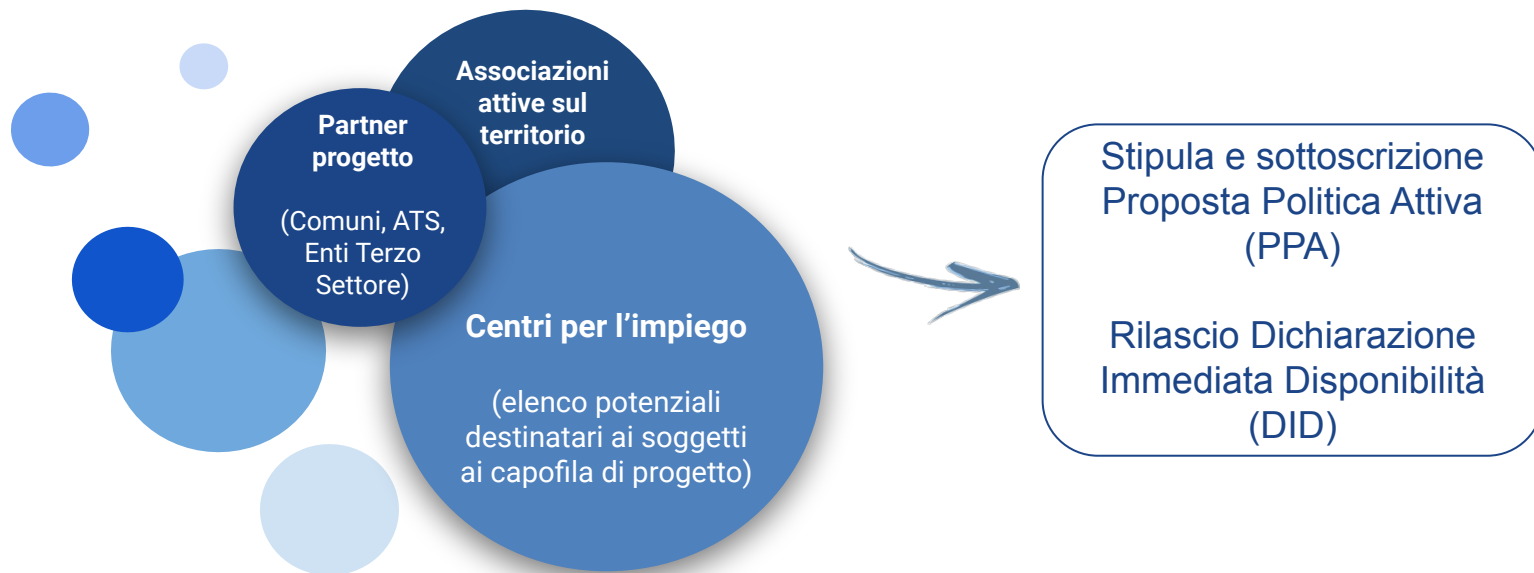 Associazioni
attive sul
territorio
Partner
progetto
(Comuni, ATS,
Enti Terzo
Settore)
Centri per l’impiego
(elenco potenziali
destinatari ai soggetti
ai capofila di progetto)
Stipula e sottoscrizione
Proposta Politica Attiva
(PPA)
Rilascio Dichiarazione
Immediata Disponibilità
(DID)